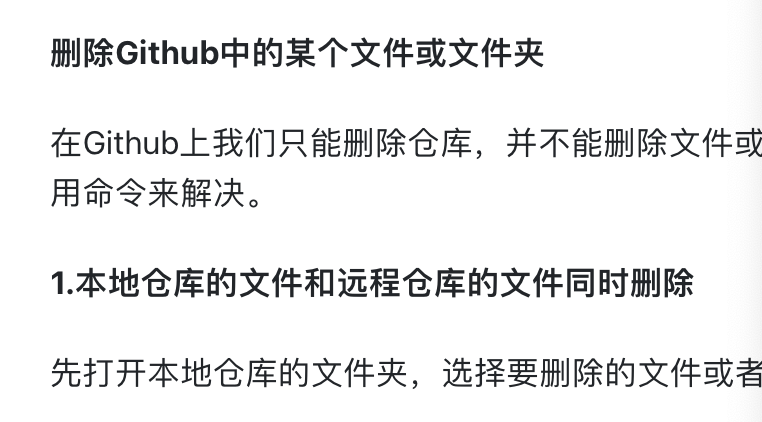 删除Github中的某个文件或文件夹
在Github上我们只能删除仓库，并不能删除文件或
用命令来解决。
1.本地仓库的文件和远程仓库的文件同时删除
先打开本地仓库的文件夹，选择要删除的文件或者